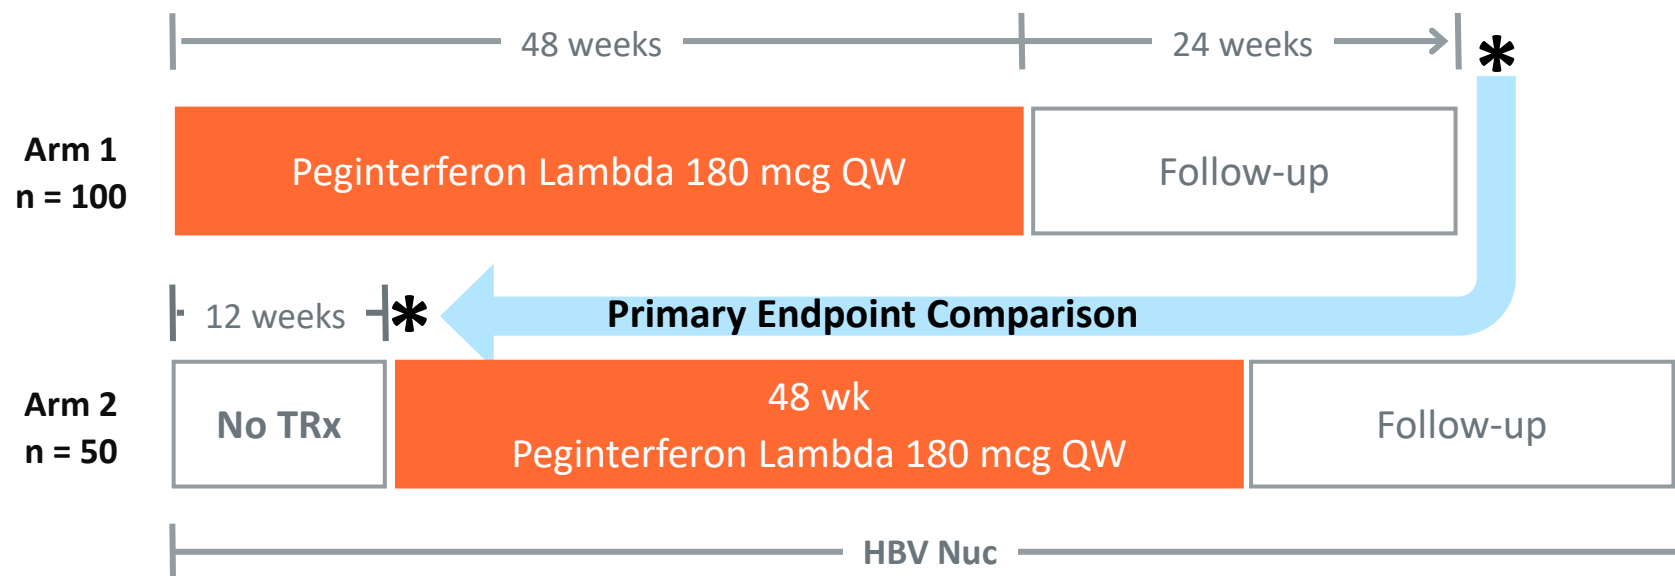 48 weeks
24 weeks
*
Arm 1
n = 100
Peginterferon Lambda 180 mcg QW
Follow-up
12 weeks
*
Primary Endpoint Comparison
Arm 2
n = 50
No TRx
48 wk
Peginterferon Lambda 180 mcg QW
Follow-up
HBV Nuc